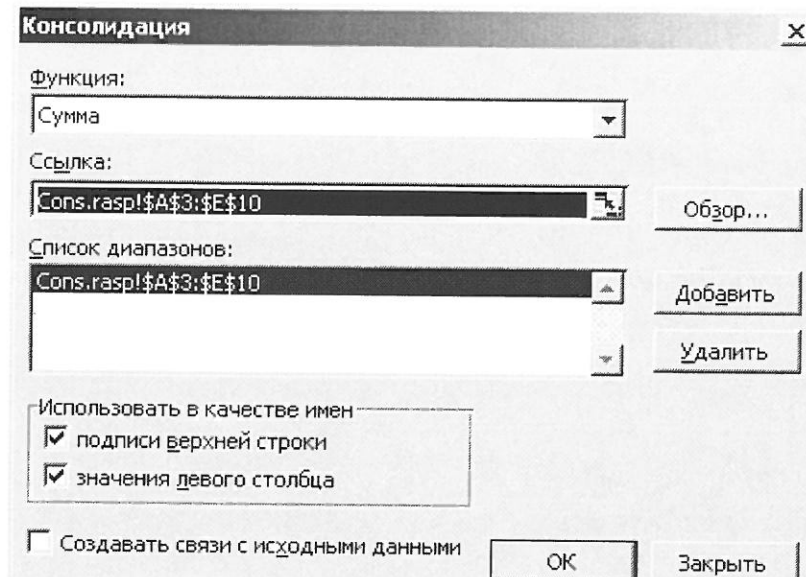 Консолидация
Функция:
Сумма
Ссылка:
Cons.rasp!$A$3:$E$10
Обзор...
Список диапазонов:
Cons.rasp!$A$3:$E$10
Добавить
Удалить
Использовать в качестве имен
подписи верхней строки
значения левого столбца
Создавать связи с исходными данными
ОК
Закрыть